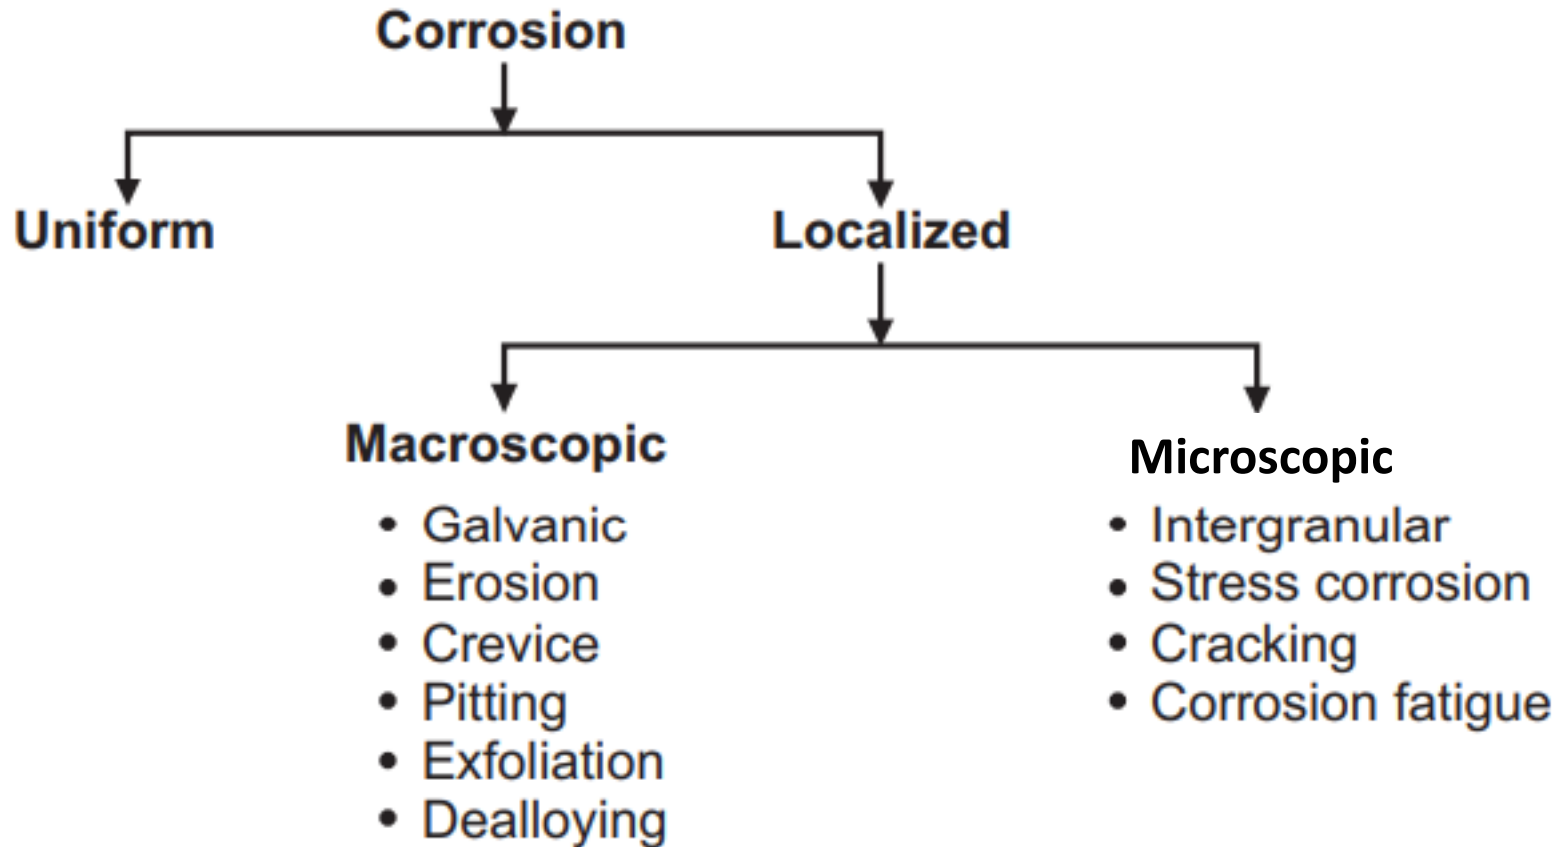 Corrosion
Uniform
Localized
Macroscopic
• Galvanic
• Erosion
• Crevice
• Pitting
• Exfoliation
• Dealloying
Microscopic
• Intergranular
• Stress corrosion
• Cracking
• Corrosion fatigue